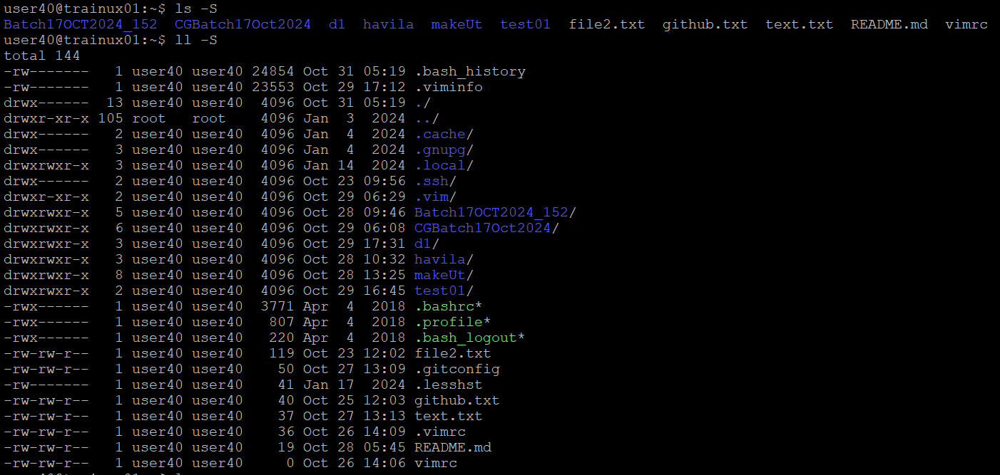 user40@trainux01:~$ ls -S
Batch17OCT2024_152  CGBatch17Oct2024  d1  havila  makeUt  test01  file2.txt  github.txt  text.txt  README.md  vimrc
user40@trainux01:~$ ll -S
total 144
-rw-------   1 user40 user40 24854 Oct 31 05:19 .bash_history
-rw-------   1 user40 user40 23553 Oct 29 17:12 .viminfo
drwx------  13 user40 user40  4096 Oct 31 05:19 ./
drwxr-xr-x 105 root   root    4096 Jan  3  2024 ../
drwx------   2 user40 user40  4096 Jan  4  2024 .cache/
drwx------   3 user40 user40  4096 Jan  4  2024 .gnupg/
drwxrwxr-x   3 user40 user40  4096 Jan 14  2024 .local/
drwx------   2 user40 user40  4096 Oct 23 09:56 .ssh/
drwxr-xr-x   2 user40 user40  4096 Oct 29 06:29 .vim/
drwxrwxr-x   5 user40 user40  4096 Oct 28 09:46 Batch17OCT2024_152/
drwxrwxr-x   6 user40 user40  4096 Oct 29 06:08 CGBatch17Oct2024/
drwxrwxr-x   3 user40 user40  4096 Oct 29 17:31 d1/
drwxrwxr-x   3 user40 user40  4096 Oct 28 10:32 havila/
drwxrwxr-x   8 user40 user40  4096 Oct 28 13:25 makeUt/
drwxrwxr-x   2 user40 user40  4096 Oct 29 16:45 test01/
-rwx------   1 user40 user40  3771 Apr  4  2018 .bashrc*
-rwx------   1 user40 user40   807 Apr  4  2018 .profile*
-rwx------   1 user40 user40   220 Apr  4  2018 .bash_logout*
-rw-rw-r--   1 user40 user40   119 Oct 23 12:02 file2.txt
-rw-rw-r--   1 user40 user40    50 Oct 27 13:09 .gitconfig
-rw-------   1 user40 user40    41 Jan 17  2024 .lesshst
-rw-rw-r--   1 user40 user40    40 Oct 25 12:03 github.txt
-rw-rw-r--   1 user40 user40    37 Oct 27 13:13 text.txt
-rw-rw-r--   1 user40 user40    36 Oct 26 14:09 .vimrc
-rw-rw-r--   1 user40 user40    19 Oct 28 05:45 README.md
-rw-rw-r--   1 user40 user40     0 Oct 26 14:06 vimrc